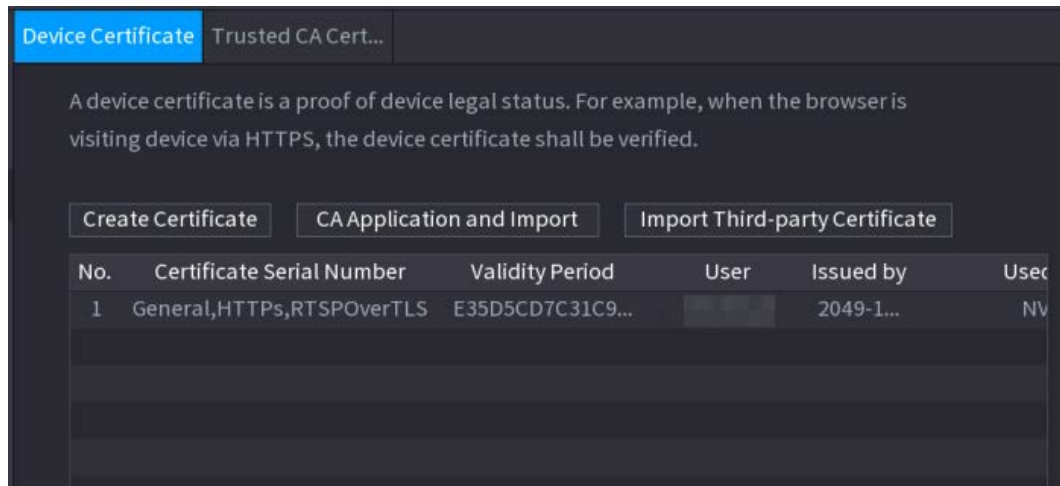 Device Certificate Trusted CA Cert...
A device certificate is a proof of device legal status. For example, when the browser is
visiting device via HTTPS, the device certificate shall be verified.
Create Certificate CA Application and Import Import Third-party Certificate
No. Certificate Serial Number Validity Period User Issued by Used
1 General,HTTPs,RTSPOverTLS E35D5CD7C31C9... 2049-1... NV